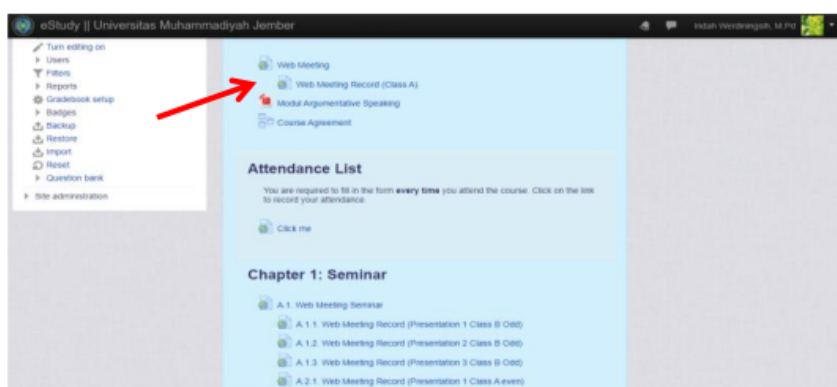 eStudy || Universitas Muhammadiyah Jember
Indah Werdiningsih, M.Pd
Turn editing on
Users
Filters
Reports
Gradebook setup
Badges
Backup
Restore
Import
Reset
Question bank
Site administration
Web Meeting
Web Meeting Record (Class A)
Modul Argumentative Speaking
Course Agreement
Attendance List
You are required to fill in the form every time you attend the course. Click on the link
to record your attendance.
Click me
Chapter 1: Seminar
A.1. Web Meeting Seminar
A.1.1. Web Meeting Record (Presentation 1 Class B Odd)
A.1.2. Web Meeting Record (Presentation 2 Class B Odd)
A.1.3. Web Meeting Record (Presentation 3 Class B Odd)
A.2.1. Web Meeting Record (Presentation 1 Class A even)